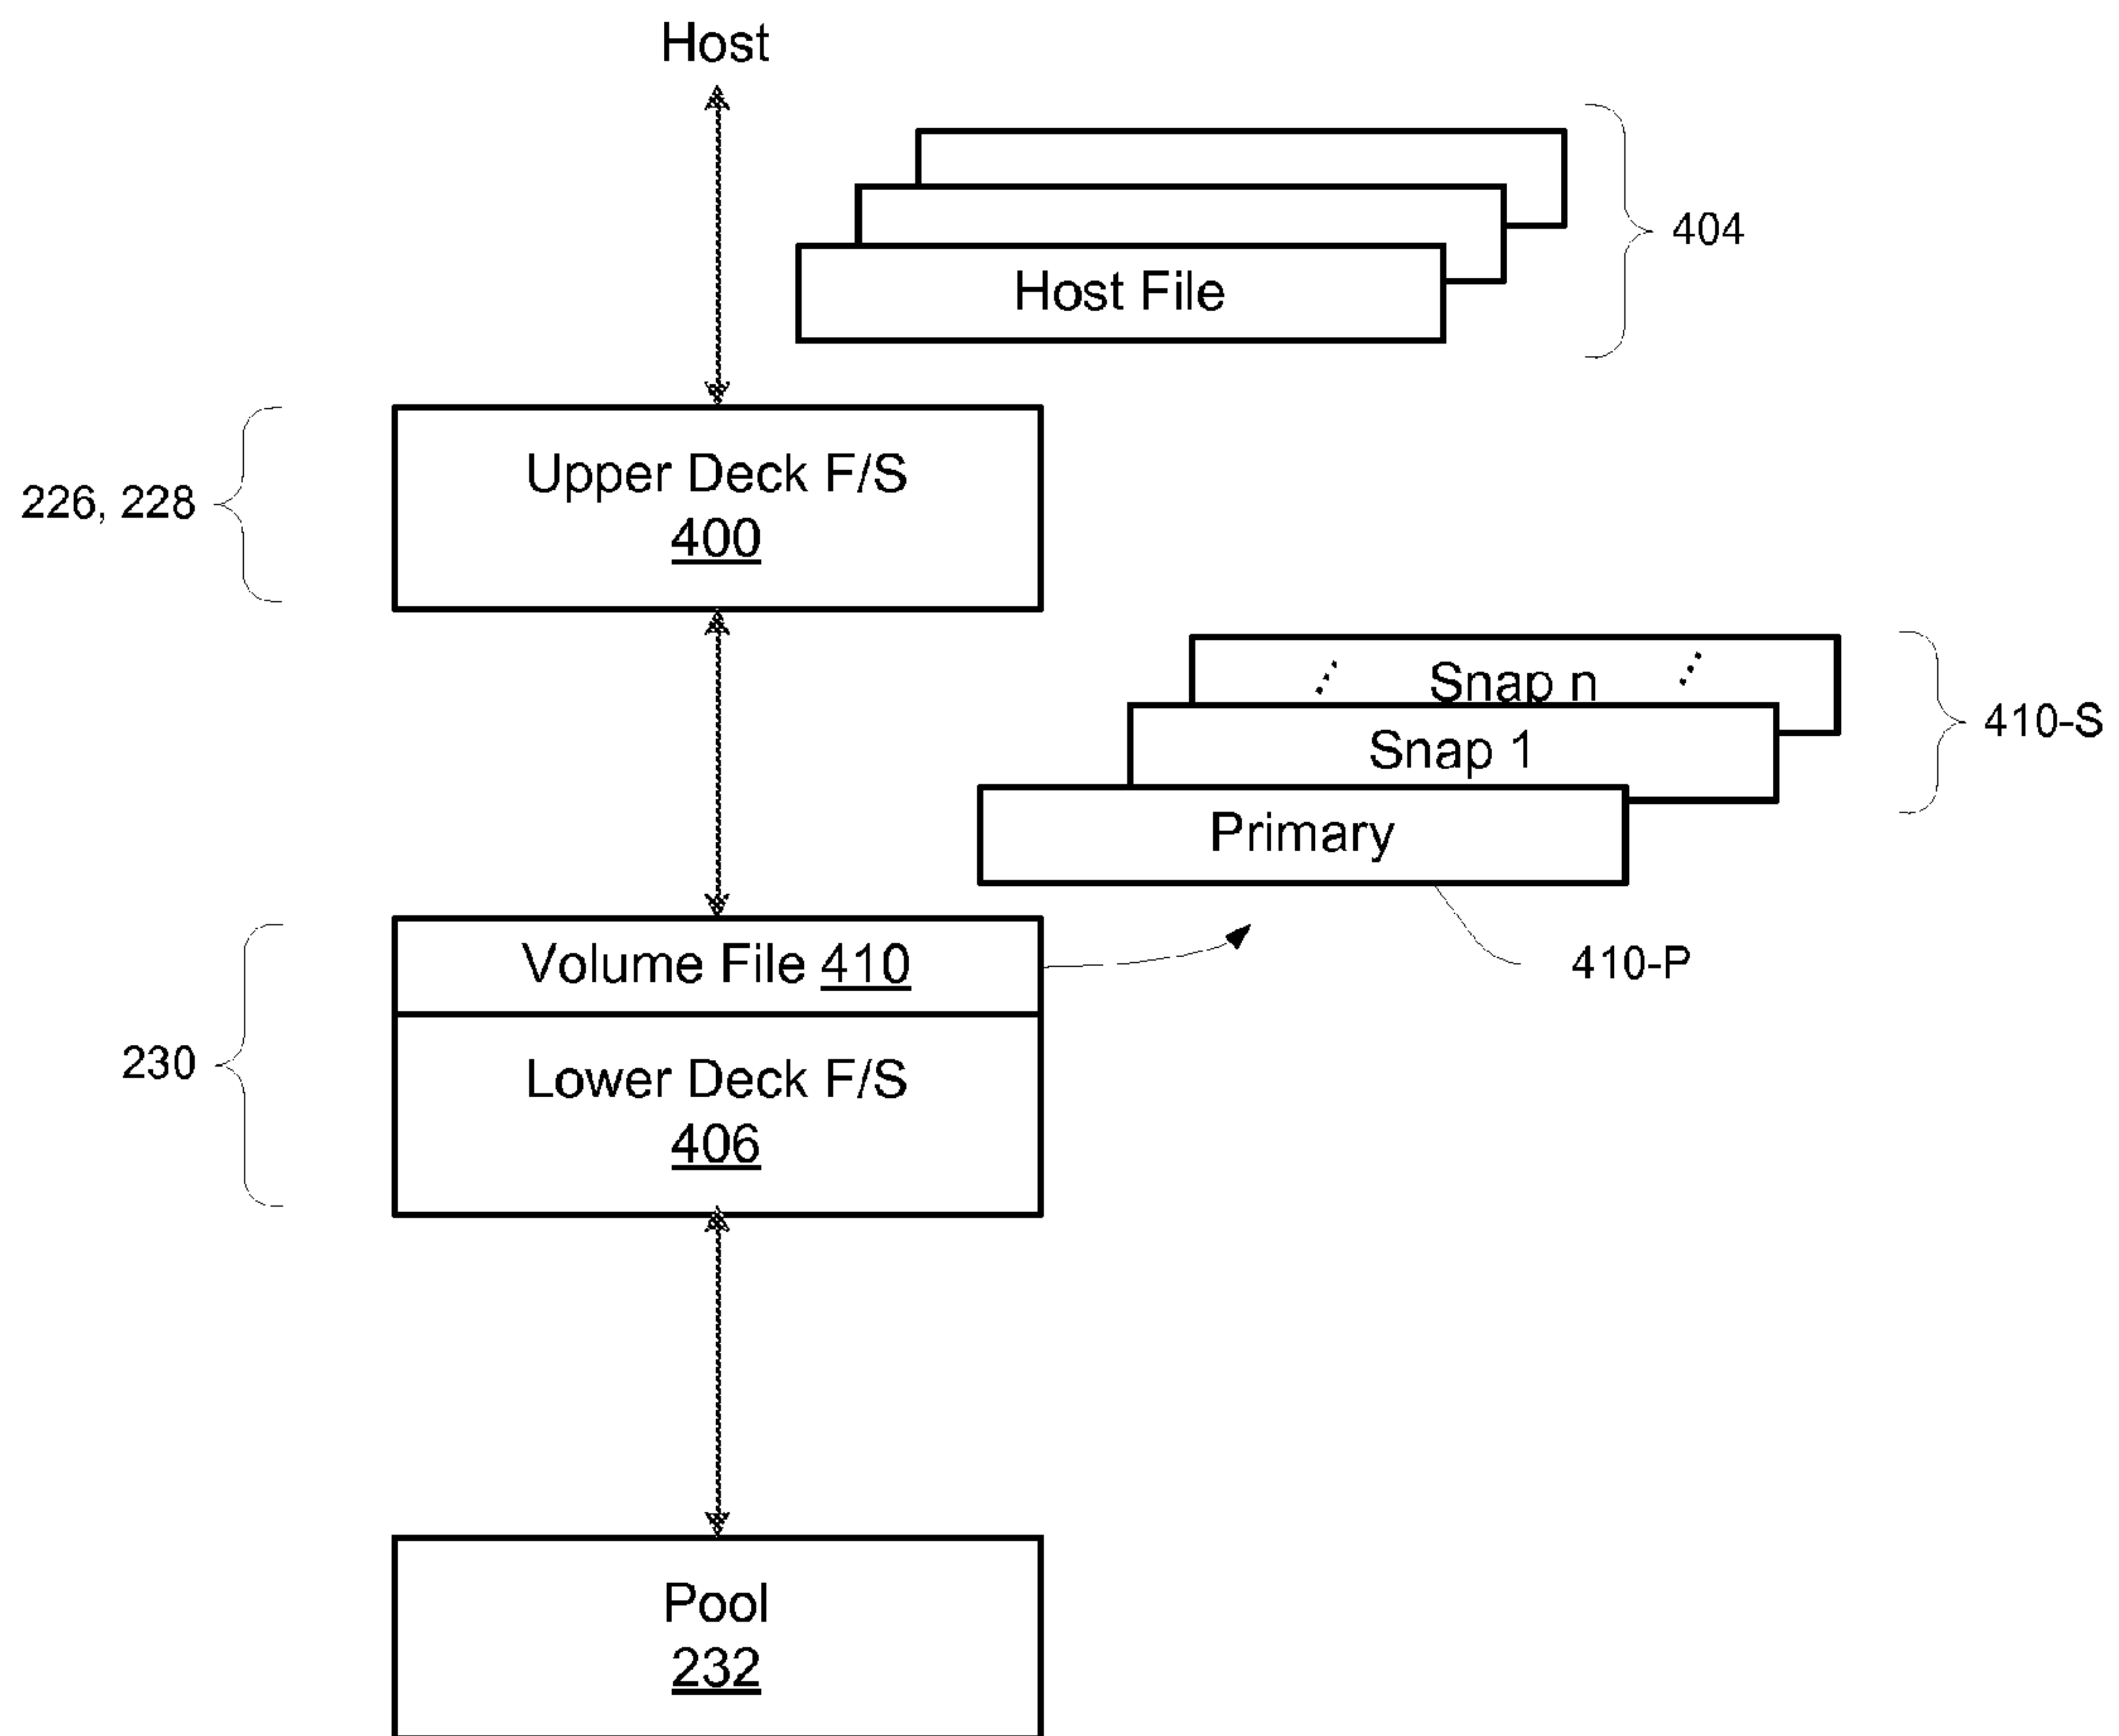 Host
404
Host File
Upper Deck F/S
400
226, 228
Snap n
410-S
Snap 1
Primary
Volume File 410
410-P
230
Lower Deck F/S
406
Pool
232